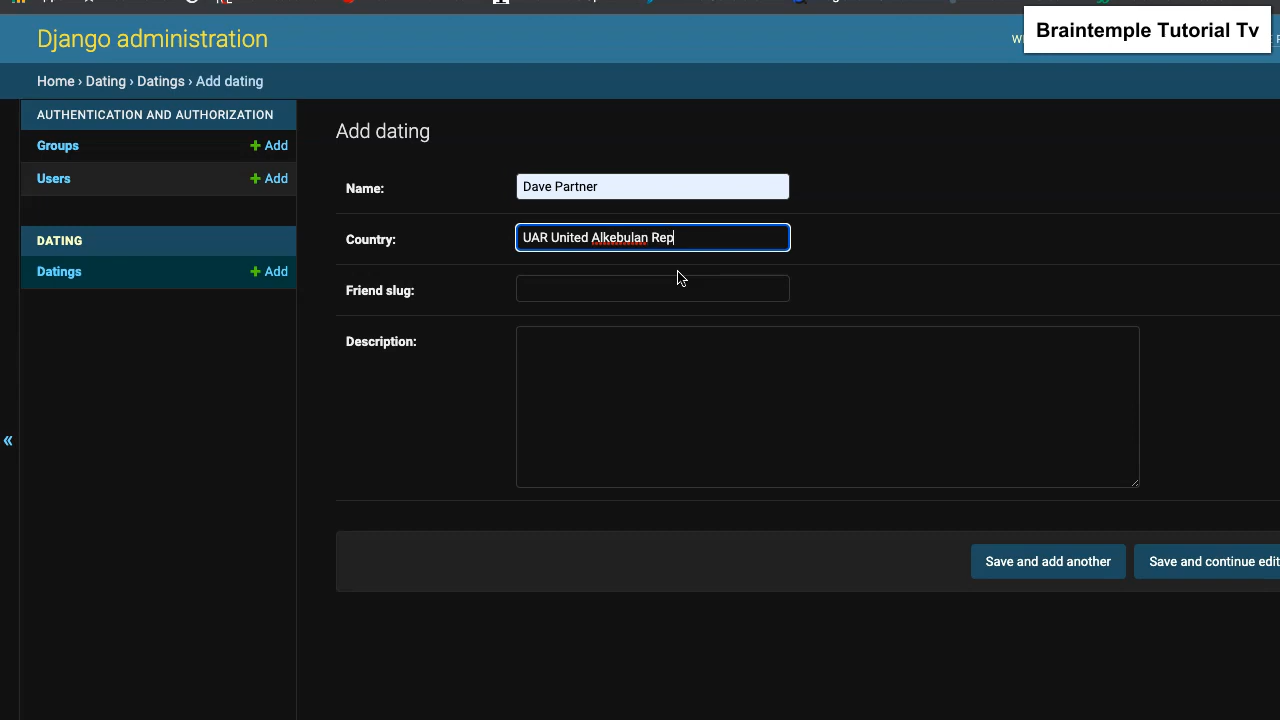 Django administration
Braintemple Tutorial Tv
Home › Dating › Datings › Add dating
AUTHENTICATION AND AUTHORIZATION
Groups
+ Add
Users
+ Add
DATING
Datings
+ Add
«
Add dating
Name:
Dave Partner
Country:
UAR United Alkebulan Rep
Friend slug:
Description:
Save and add another
Save and continue edit